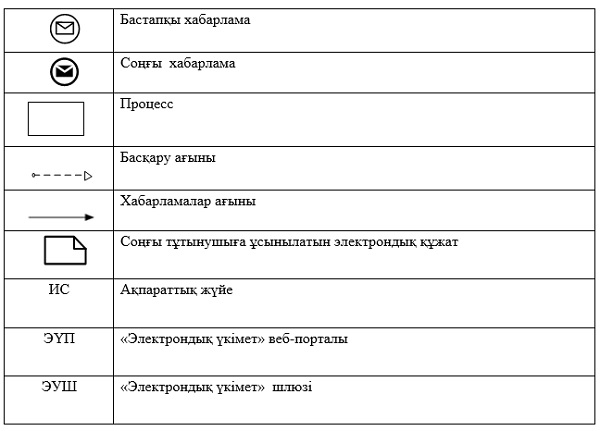 Бастапқы хабарлама
Соңғы хабарлама
Процесс
Басқару ағыны
Хабарламалар ағыны
Соңғы тұтынушыға ұсынылатын электрондық құжат
ИС Ақпараттық жүйе
ЭҮП «Электрондық үкімет» веб-порталы
ЭУШ «Электрондық үкімет» шлюзі